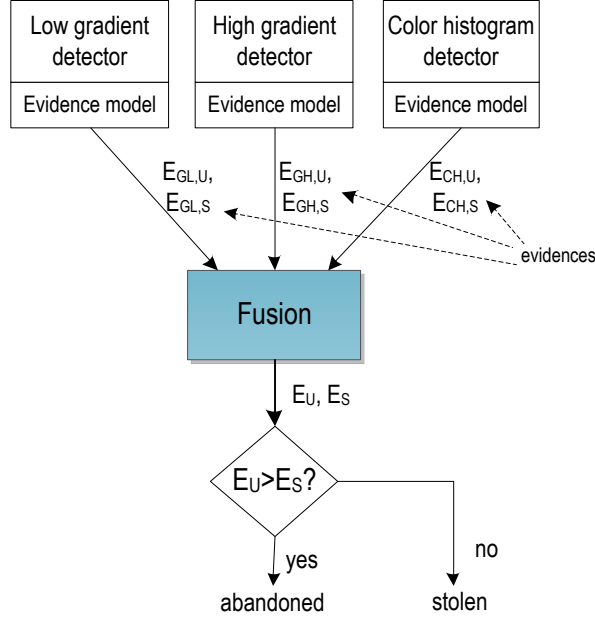 Low gradient
detector
Evidence model
High gradient
detector
Evidence model
Color histogram
detector
Evidence model
EGL,U,
EGL,S
EGH,U,
EGH,S
ECH,U,
ECH,S
evidences
Fusion
EU, ES
EU>ES?
yes
no
abandoned
stolen